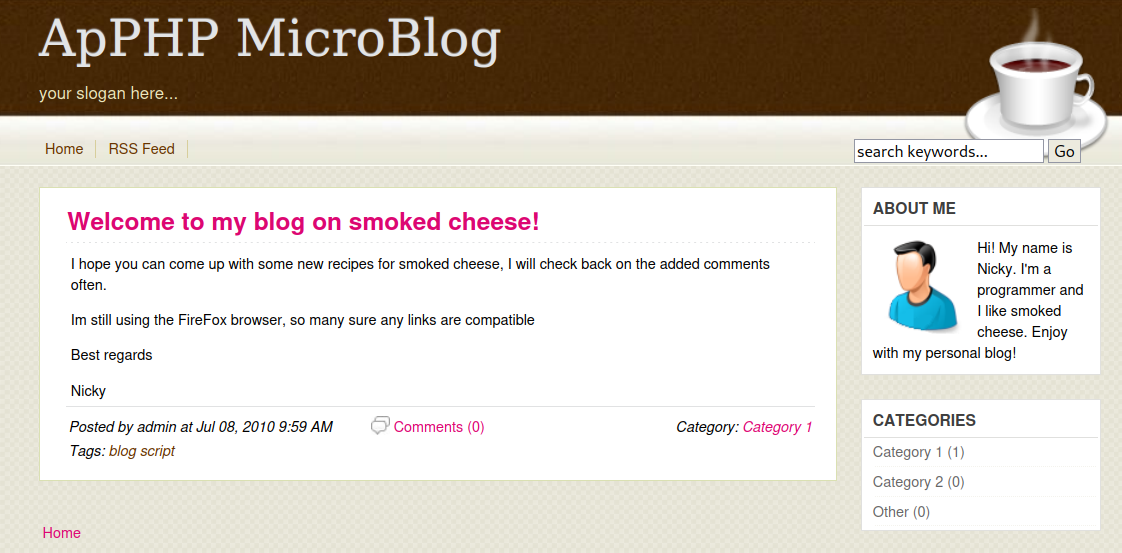 ApPHP MicroBlog
your slogan here...
Home
RSS Feed
search keywords...
Go
Welcome to my blog on smoked cheese!
I hope you can come up with some new recipes for smoked cheese, I will check back on the added comments
often.
Im still using the FireFox browser, so many sure any links are compatible
Best regards
Nicky
Posted by admin at Jul 08, 2010 9:59 AM
Comments (0)
Category: Category 1
Tags: blog script
Home
ABOUT ME
Hi! My name is
Nicky. I'm a
programmer and
I like smoked
cheese. Enjoy
with my personal blog!
CATEGORIES
Category 1 (1)
Category 2 (0)
Other (0)